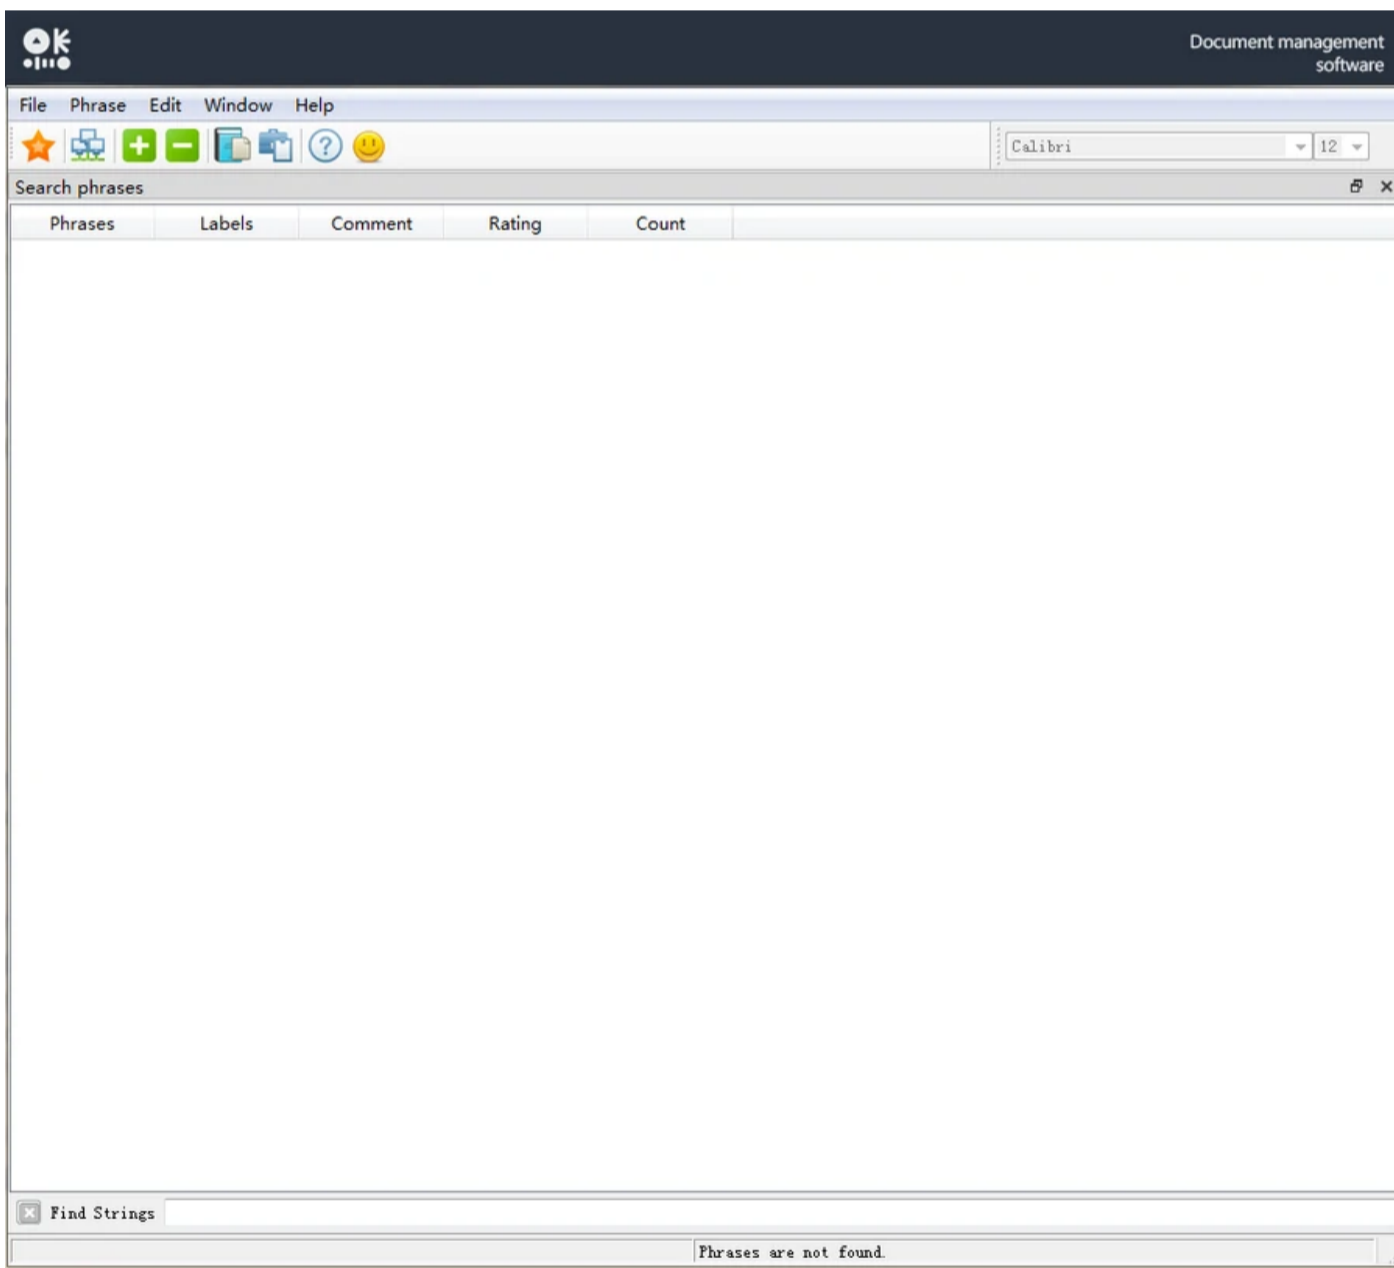 OK
Document management
software
File Phrase Edit Window Help
Calibri 12
Search phrases
Phrases Labels Comment Rating Count
Find Strings
Phrases are not found.